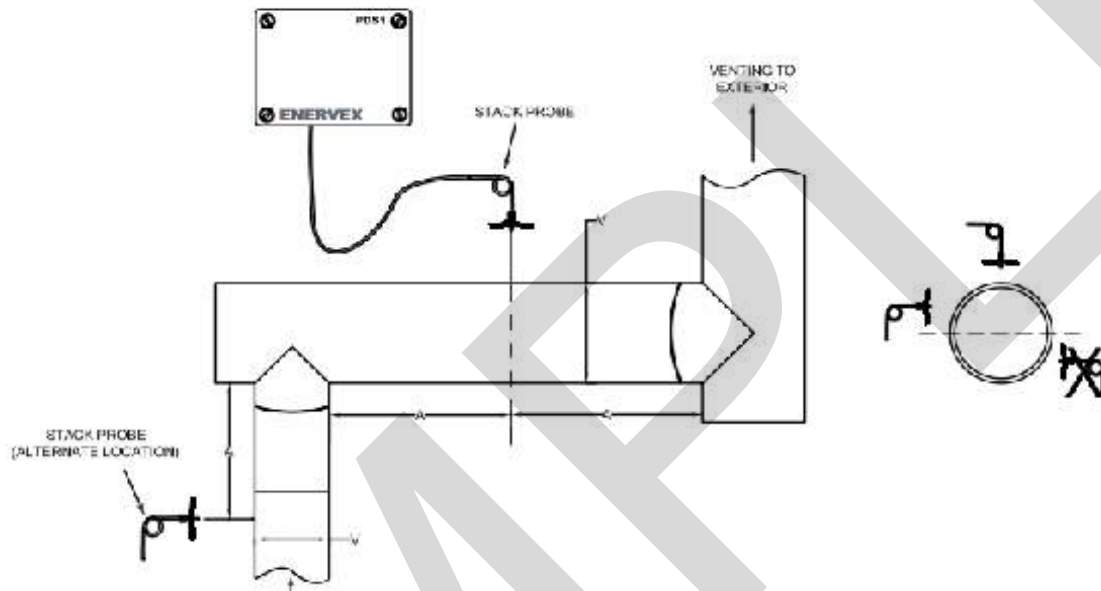 PDS1
ENERVEX
STACK PROBE
VENTING TO
EXTERIOR
V
A
STACK PROBE
(ALTERNATE LOCATION)
A
V